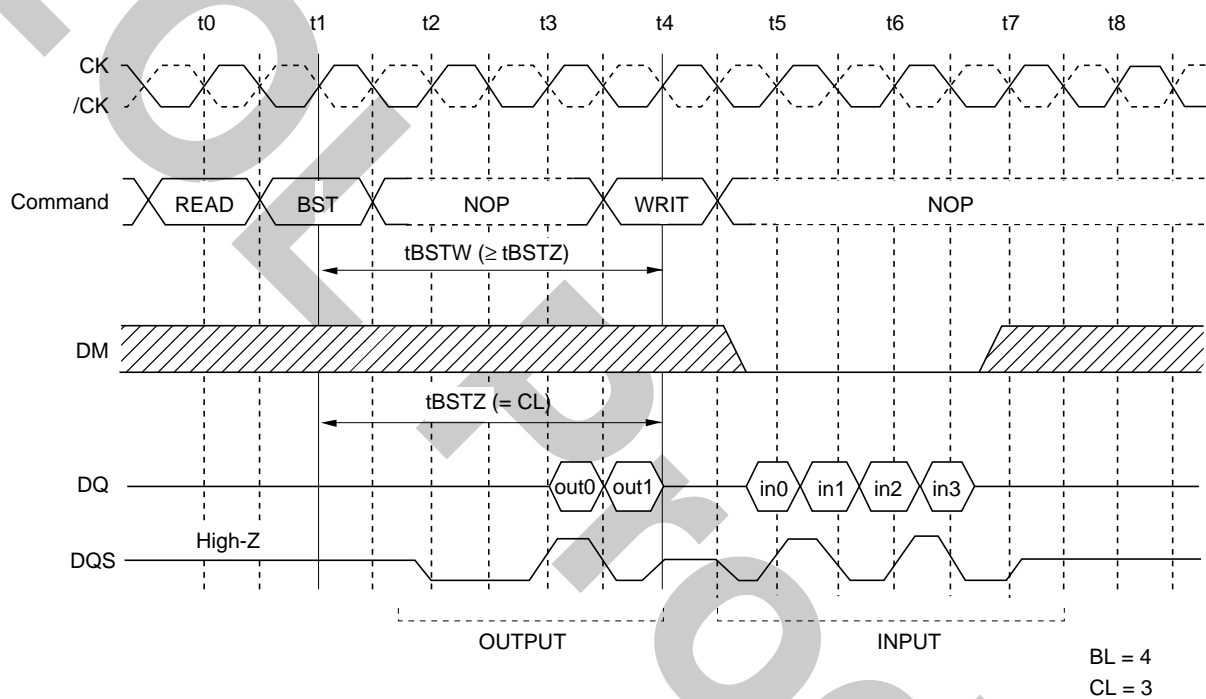 t0 t1 t2 t3 t4 t5 t6 t7 t8
CK
/CK
Command READ BST NOP WRIT NOP
tBSTW (≥ tBSTZ)
DM
tBSTZ (= CL)
DQ out0 out1 in0 in1 in2 in3
High-Z
DQS
OUTPUT INPUT
BL = 4
CL = 3